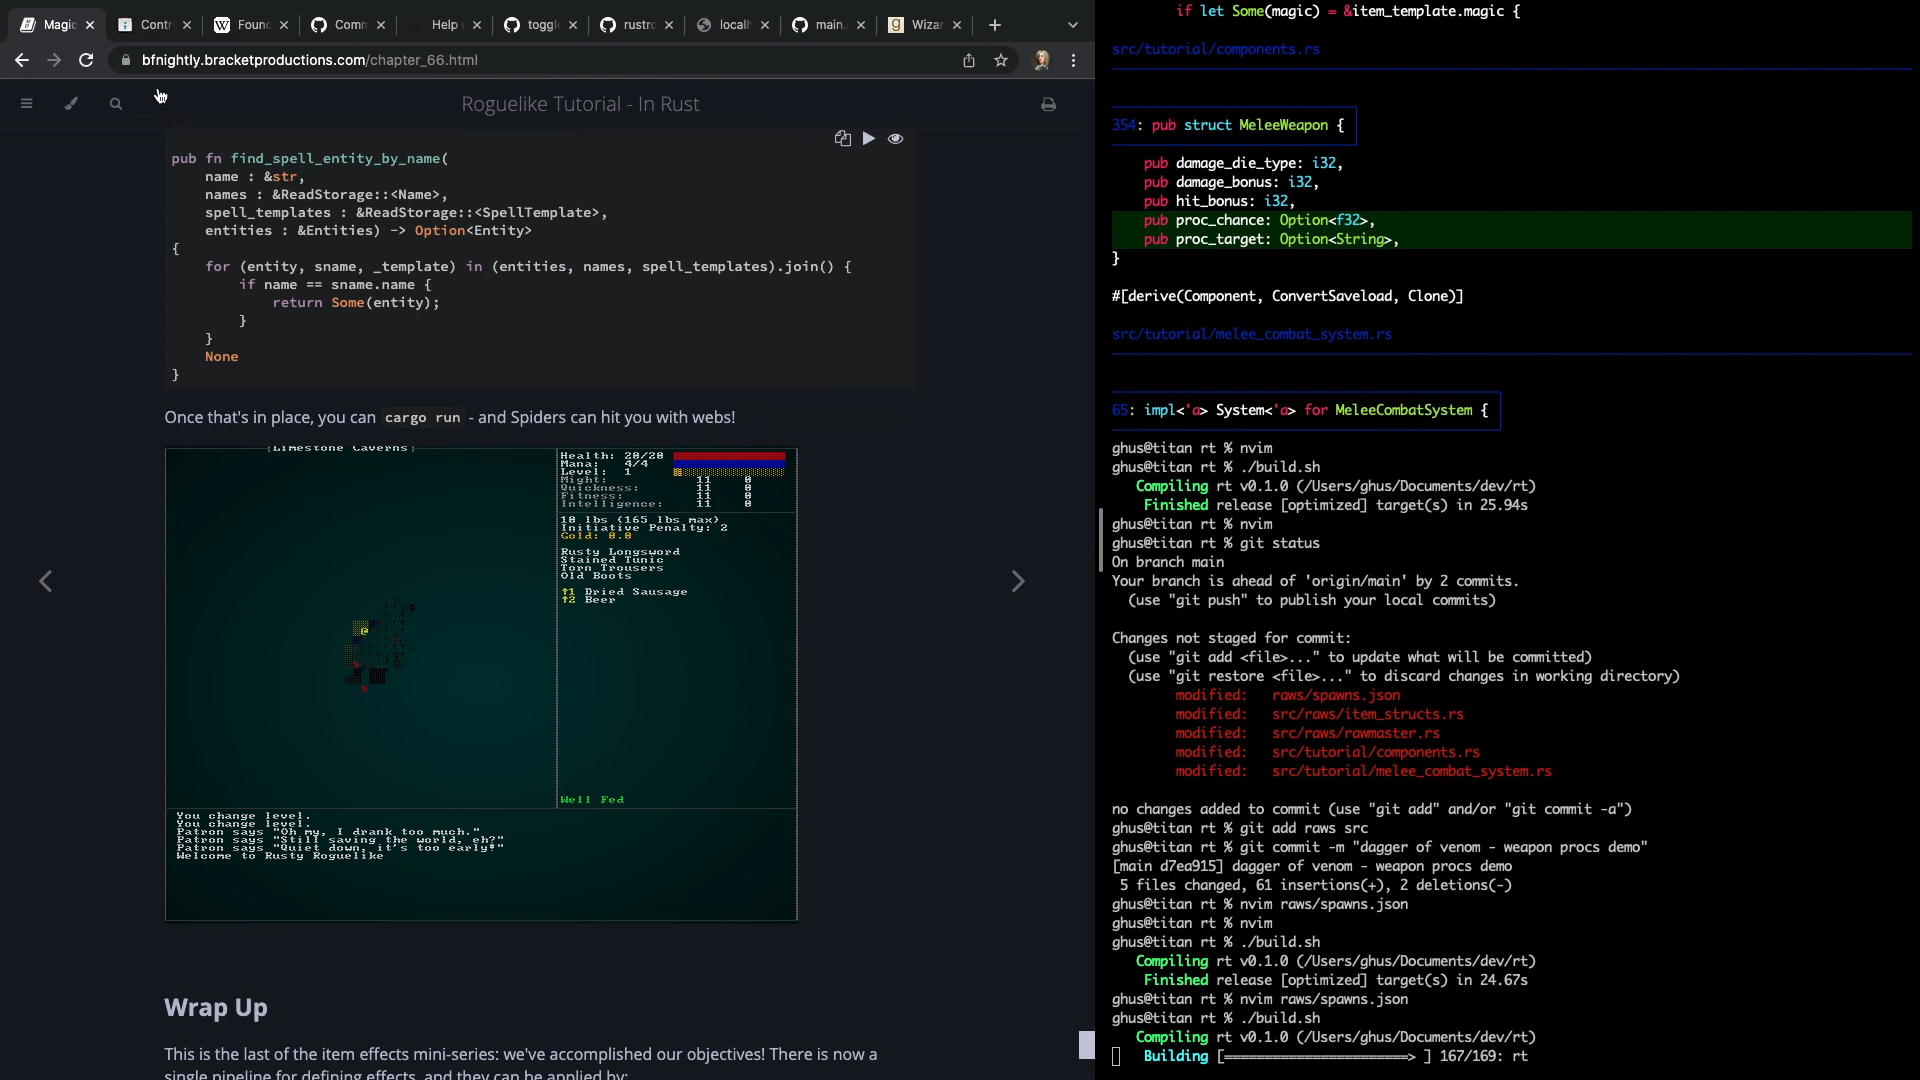 Magic
Contr
Found
Comm
Help
toggle
rustro
localh
main.
Wizar
bfnightly.bracketproductions.com/chapter_66.html
Roguelike Tutorial - In Rust
pub fn find_spell_entity_by_name(
name : &str,
names : &ReadStorage::<Name>,
spell_templates : &ReadStorage::<SpellTemplate>,
entities : &Entities) -> Option<Entity>
{
for (entity, sname, _template) in (entities, names, spell_templates).join() {
if name == sname.name {
return Some(entity);
}
}
None
}
Once that's in place, you can cargo run - and Spiders can hit you with webs!
Limestone Caverns
Health: 20/20
Mana: 4/4
Level: 1
Might: 11 0
Quickness: 11 0
Fitness: 11 0
Intelligence: 11 0
10 lbs (165 lbs max)
Initiative Penalty: 2
Gold: 0.0
Rusty Longsword
Stained Tunic
Torn Trousers
Old Boots
↑1 Dried Sausage
↑2 Beer
Well Fed
You change level.
You change level.
Patron says "Oh my, I drank too much."
Patron says "Still saving the world, eh?"
Patron says "Quiet down, it's too early!"
Welcome to Rusty Roguelike
Wrap Up
This is the last of the item effects mini-series: we've accomplished our objectives! There is now a
single pipeline for defining effects, and they can be applied by:
if let Some(magic) = &item_template.magic {
src/tutorial/components.rs
354: pub struct MeleeWeapon {
pub damage_die_type: i32,
pub damage_bonus: i32,
pub hit_bonus: i32,
pub proc_chance: Option<f32>,
pub proc_target: Option<String>,
}
#[derive(Component, ConvertSaveload, Clone)]
src/tutorial/melee_combat_system.rs
65: impl<'a> System<'a> for MeleeCombatSystem {
ghus@titan rt % nvim
ghus@titan rt % ./build.sh
Compiling rt v0.1.0 (/Users/ghus/Documents/dev/rt)
Finished release [optimized] target(s) in 25.94s
ghus@titan rt % nvim
ghus@titan rt % git status
On branch main
Your branch is ahead of 'origin/main' by 2 commits.
(use "git push" to publish your local commits)
Changes not staged for commit:
(use "git add <file>..." to update what will be committed)
(use "git restore <file>..." to discard changes in working directory)
modified: raws/spawns.json
modified: src/raws/item_structs.rs
modified: src/raws/rawmaster.rs
modified: src/tutorial/components.rs
modified: src/tutorial/melee_combat_system.rs
no changes added to commit (use "git add" and/or "git commit -a")
ghus@titan rt % git add raws src
ghus@titan rt % git commit -m "dagger of venom - weapon procs demo"
[main d7ea915] dagger of venom - weapon procs demo
5 files changed, 61 insertions(+), 2 deletions(-)
ghus@titan rt % nvim raws/spawns.json
ghus@titan rt % nvim
ghus@titan rt % ./build.sh
Compiling rt v0.1.0 (/Users/ghus/Documents/dev/rt)
Finished release [optimized] target(s) in 24.67s
ghus@titan rt % nvim raws/spawns.json
ghus@titan rt % ./build.sh
Compiling rt v0.1.0 (/Users/ghus/Documents/dev/rt)
Building [=======================> ] 167/169: rt